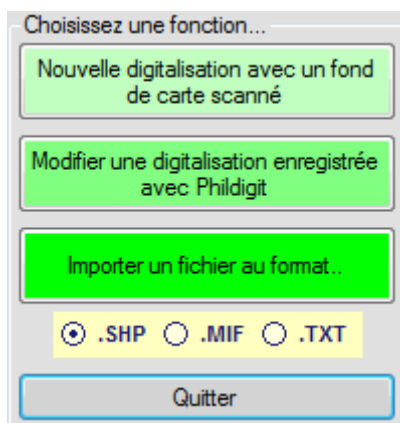 Choisissez une fonction...
Nouvelle digitalisation avec un fond
de carte scanné
Modifier une digitalisation enregistrée
avec Phildigit
Importer un fichier au format..
.SHP .MIF .TXT
Quitter